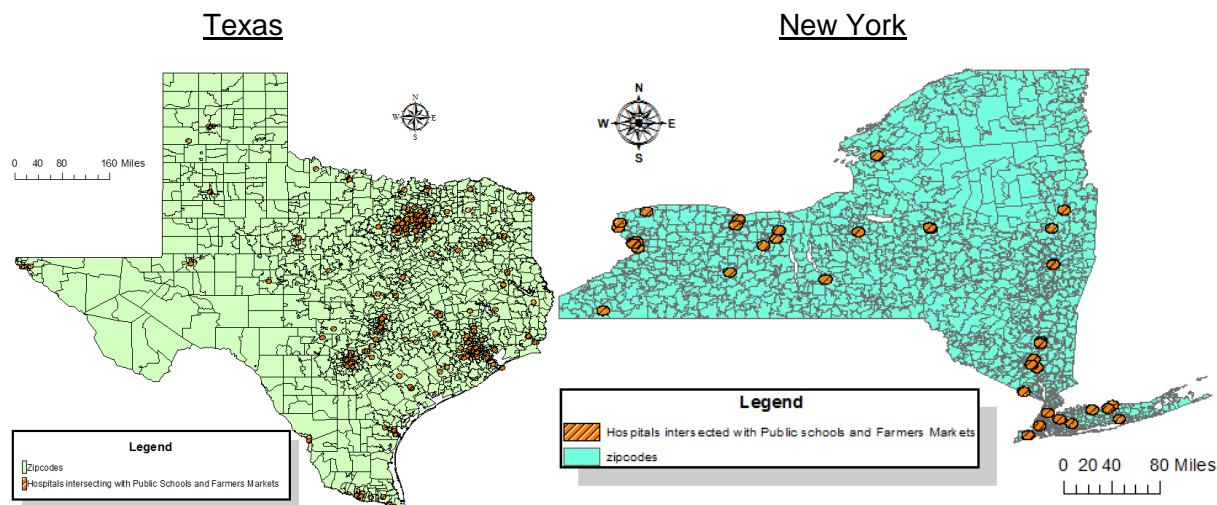 Texas
New York
N
W E
S
0 40 80 160 Miles
Legend
Zipcodes
Hospitals intersecting with Public Schools and Farmers Markets
N
W E
S
Legend
Hospitals intersected with Public schools and Farmers Markets
zipcodes
0 20 40 80 Miles